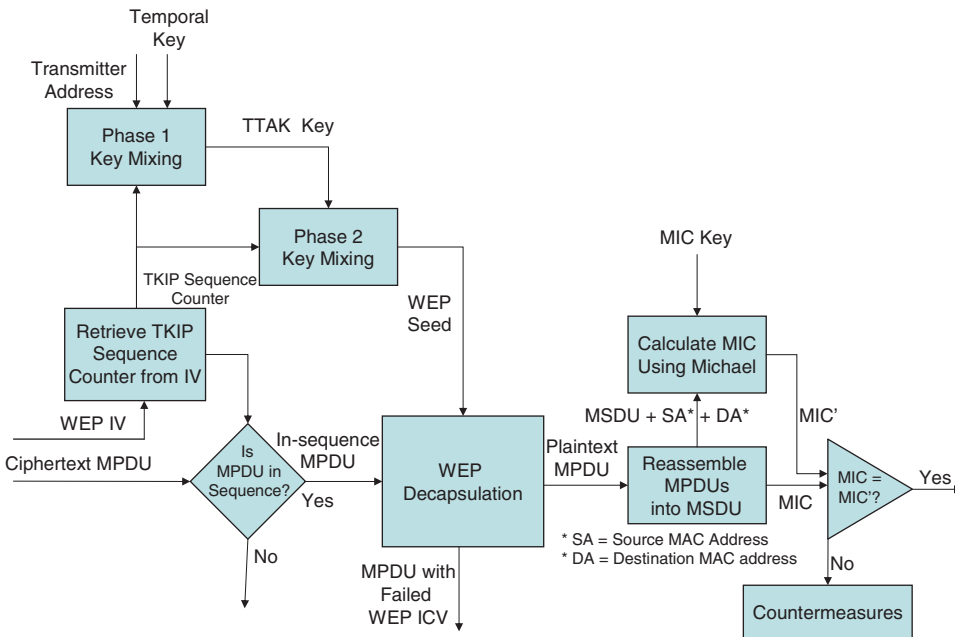 Temporal
Key
Transmitter
Address
Phase 1
Key Mixing
TTAK Key
Phase 2
Key Mixing
MIC Key
TKIP Sequence
Counter
WEP
Seed
Retrieve TKIP
Sequence
Counter from IV
Calculate MIC
Using Michael
WEP IV
MSDU + SA* + DA*
MIC'
Ciphertext MPDU
Is
MPDU in
Sequence?
In-sequence
MPDU
Yes
WEP
Decapsulation
Plaintext
MPDU
Reassemble
MPDUs
into MSDU
MIC
MIC =
MIC'?
Yes
* SA = Source MAC Address
* DA = Destination MAC address
No
MPDU with
Failed
WEP ICV
No
Countermeasures